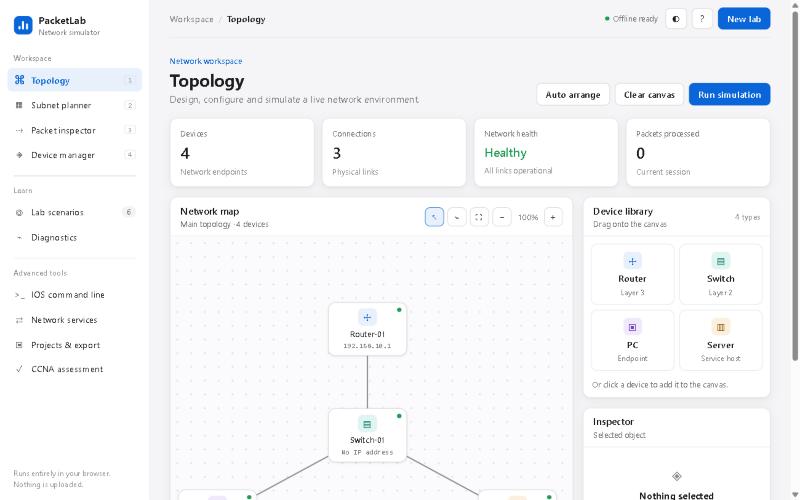 PacketLab
Network simulator
Workspace
Topology 1
Subnet planner 2
Packet inspector 3
Device manager 4
Learn
Lab scenarios 6
Diagnostics
Advanced tools
>_ IOS command line
Network services
Projects & export
CCNA assessment
Runs entirely in your browser.
Nothing is uploaded.
Workspace / Topology
Offline ready
?
New lab
Network workspace
Topology
Design, configure and simulate a live network environment.
Auto arrange
Clear canvas
Run simulation
Devices
4
Network endpoints
Connections
3
Physical links
Network health
Healthy
All links operational
Packets processed
0
Current session
Network map
Main topology · 4 devices
− 100% +
Router-01
192.168.10.1
Switch-01
No IP address
Device library
Drag onto the canvas
4 types
Router
Layer 3
Switch
Layer 2
PC
Endpoint
Server
Service host
Or click a device to add it to the canvas.
Inspector
Selected object
Nothing selected